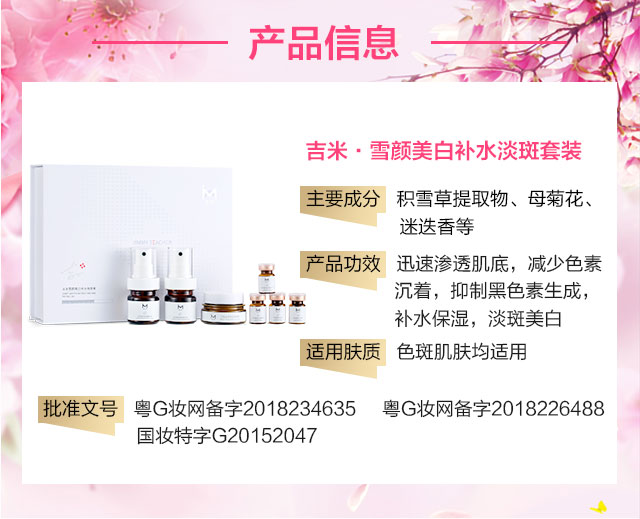 产品信息
吉米·雪颜美白补水淡斑套装
主要成分 积雪草提取物、母菊花、
迷迭香等
产品功效 迅速渗透肌底，减少色素
沉着，抑制黑色素生成，
补水保湿，淡斑美白
适用肤质 色斑肌肤均适用
批准文号 粤G妆网备字2018234635 粤G妆网备字2018226488
国妆特字G20152047